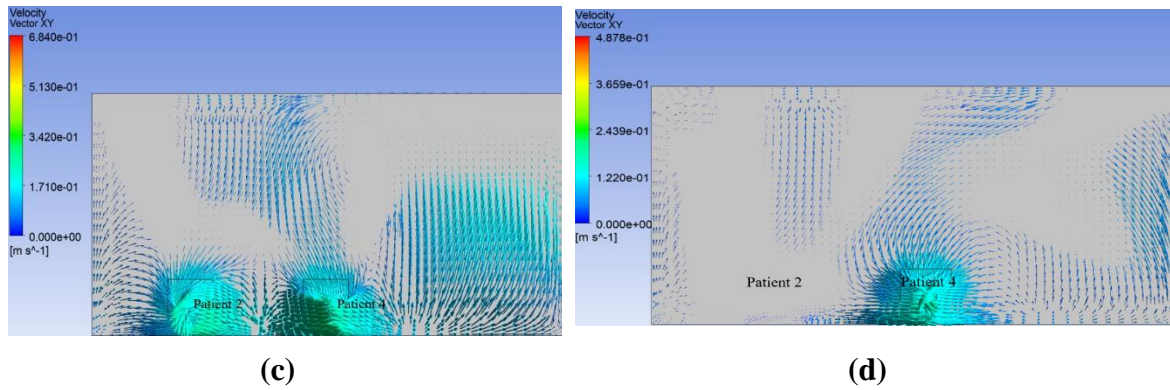 Velocity
Vector XY
6.840e-01
5.130e-01
3.420e-01
1.710e-01
0.000e+00
[m s^-1]
Patient 2
Patient 4
(c)
Velocity
Vector XY
4.878e-01
3.659e-01
2.439e-01
1.220e-01
0.000e+00
[m s^-1]
Patient 2
Patient 4
(d)